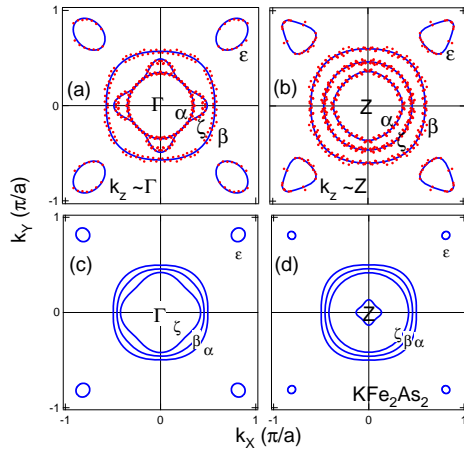 1
(a)
ε
Γ
α
ζ
β
k_Z ~Γ
0
-1
(b)
ε
Z
α
ζ
β
k_Z ~Z
k_Y (π/a)
1
(c)
ε
Γ
ζ
β α
0
-1
-1 0 1
(d)
ε
Z
ζ β α
KFe₂As₂
-1 0 1
k_X (π/a)